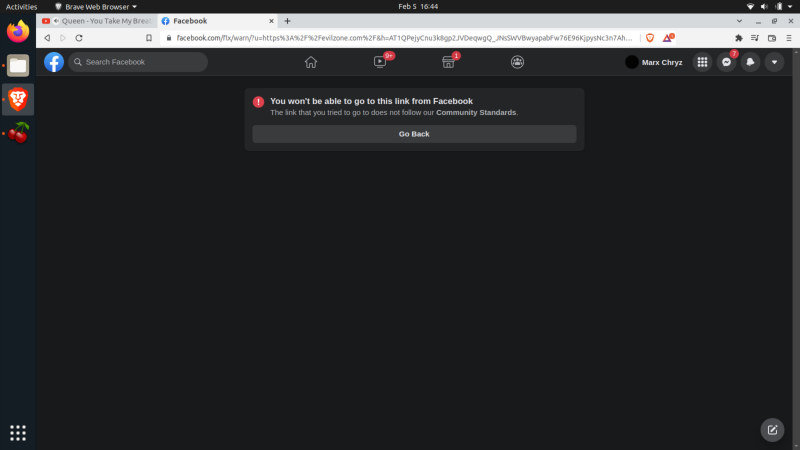 Activities
Brave Web Browser
Feb 5 16:44
Queen - You Take My Brea
Facebook
facebook.com/flx/warn/?u=https%3A%2F%2Fevilzone.com%2F&h=
Search Facebook
9+
1
Marx Chryz
7
You won't be able to go to this link from Facebook
The link that you tried to go to does not follow our Community Standards.
Go Back